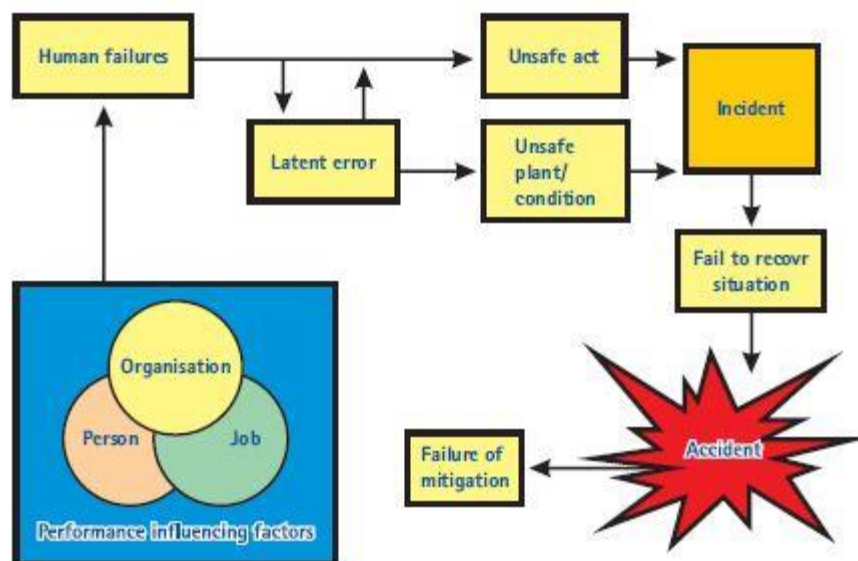 Human failures
Unsafe act
Incident
Latent error
Unsafe
plant/
condition
Fail to recovr
situation
Organisation
Person
Job
Performance influencing factors
Accident
Failure of
mitigation